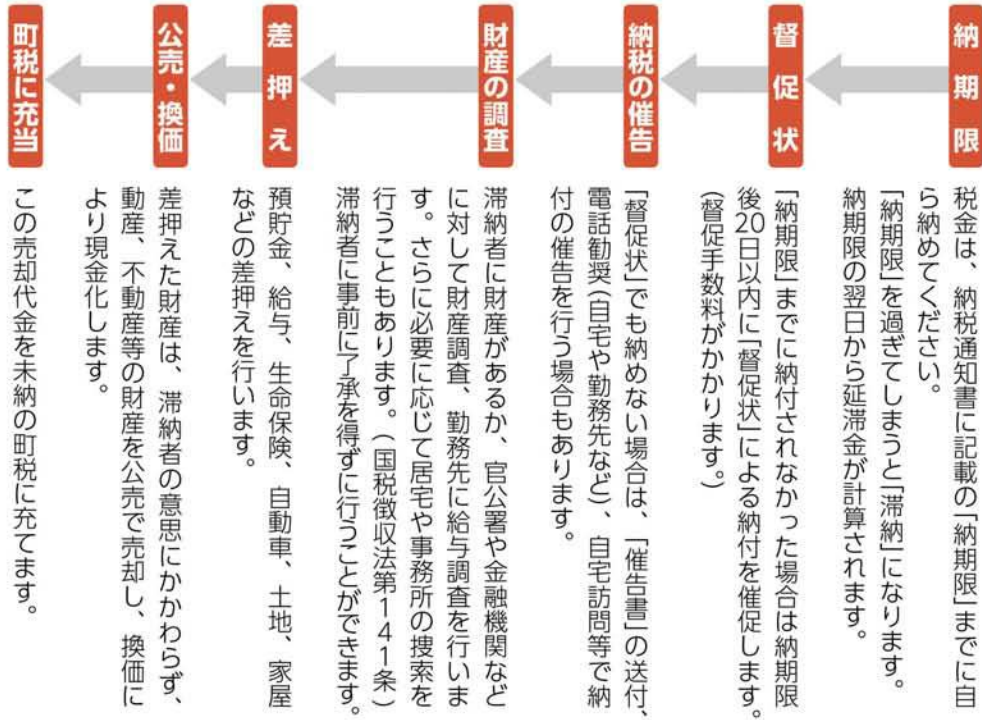 納期限
税金は、納税通知書に記載の「納期限」までに自
ら納めてください。
「納期限」を過ぎてしまうと「滞納」になります。
納期限の翌日から延滞金が計算されます。
督促状
「納期限」までに納付されなかった場合は納期限
後20日以内に「督促状」による納付を催促します。
(督促手数料がかかります。)
納税の催告
「督促状」でも納めない場合は、「催告書」の送付、
電話勧奨(自宅や勤務先など)、自宅訪問等で納
付の催告を行う場合もあります。
財産の調査
滞納者に財産があるか、官公署や金融機関など
に対して財産調査、勤務先に給与調査を行いま
す。さらに必要に応じて居宅や事務所の捜索を
行うこともあります。(国税徴収法第141条)
滞納者に事前に了承を得ずに行うことができます。
差押え
預貯金、給与、生命保険、自動車、土地、家屋
などの差押えを行います。
公売・換価
差押えた財産は、滞納者の意思にかかわらず、
動産、不動産等の財産を公売で売却し、換価に
より現金化します。
町税に充当
この売却代金を未納の町税に充てます。